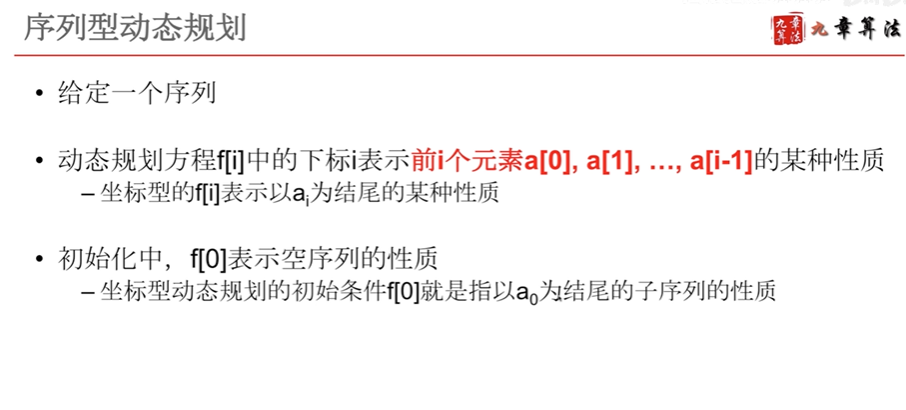 序列型动态规划
九章算法 九章算法
• 给定一个序列
• 动态规划方程f[i]中的下标i表示前i个元素a[0], a[1], …, a[i-1]的某种性质
– 坐标型的f[i]表示以ai为结尾的某种性质
• 初始化中，f[0]表示空序列的性质
– 坐标型动态规划的初始条件f[0]就是指以a0为结尾的子序列的性质